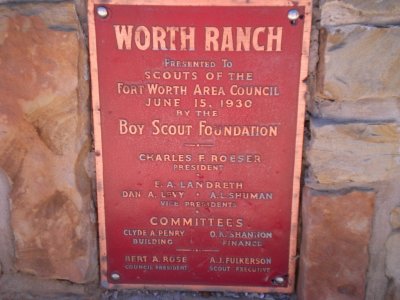 WORTH RANCH
PRESENTED TO
SCOUTS OF THE
FORT WORTH AREA COUNCIL
JUNE 15, 1930
BY THE
BOY SCOUT FOUNDATION
CHARLES F. ROESER
PRESIDENT
E. A. LANDRETH
DAN A. LEVY · A. L. SHUMAN
VICE PRESIDENTS
COMMITTEES
CLYDE A. PENRY O. K. SHANNON
BUILDING FINANCE
BERT A. ROSE A. J. FULKERSON
COUNCIL PRESIDENT SCOUT EXECUTIVE